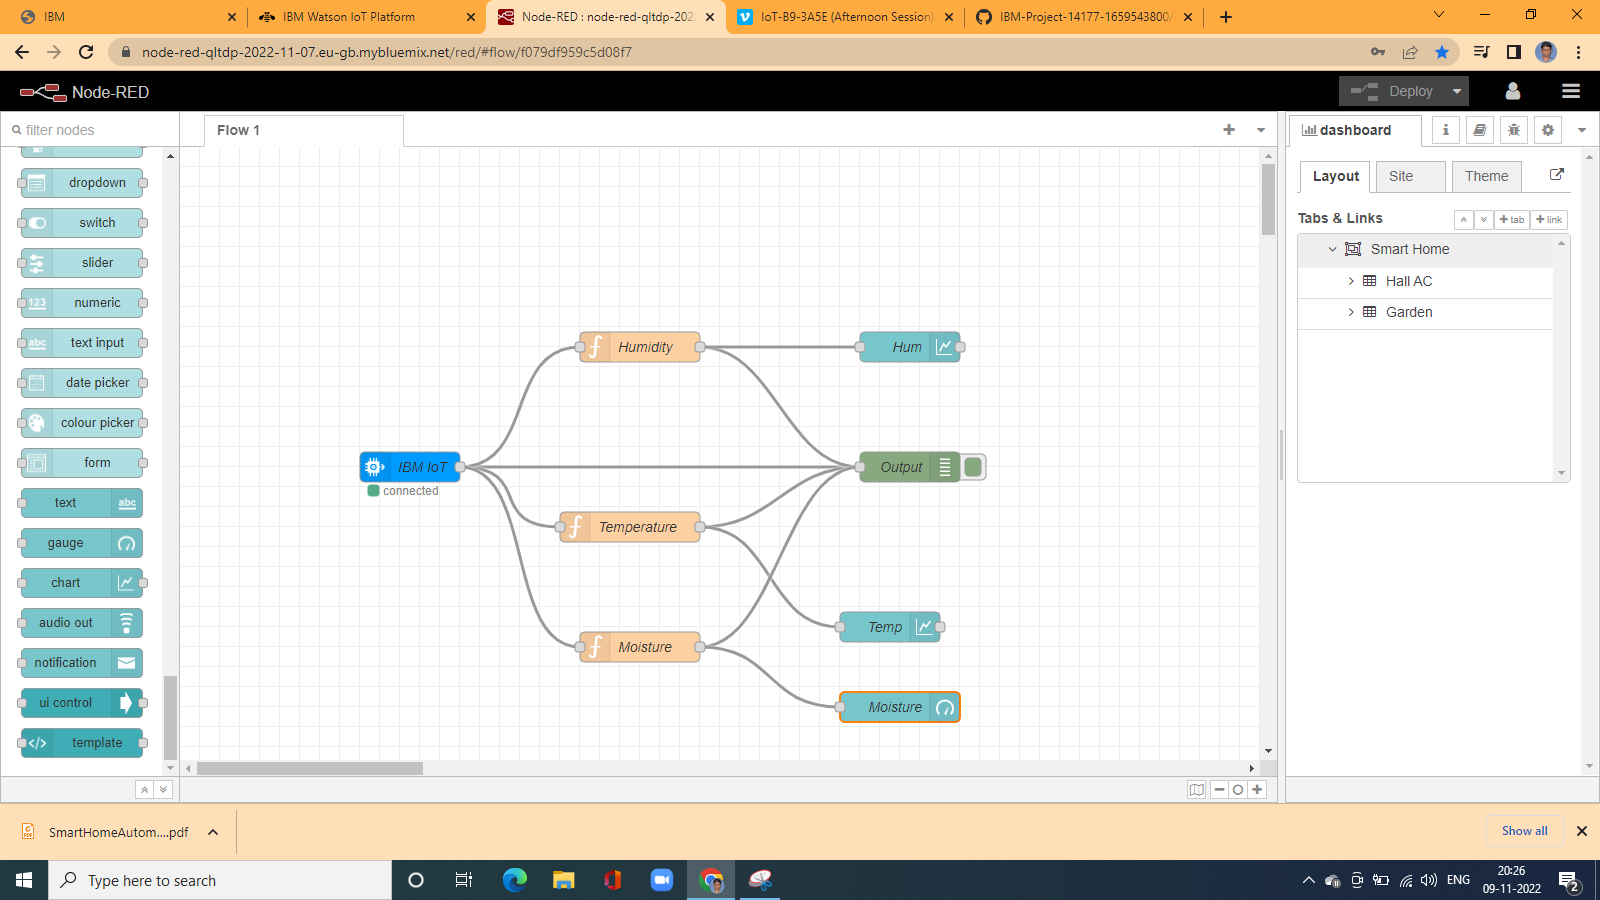 IBM
IBM Watson IoT Platform
Node-RED : node-red-qltdp-202
IoT-B9-3A5E (Afternoon Session)
IBM-Project-14177-1659543800/
node-red-qltdp-2022-11-07.eu-gb.mybluemix.net/red/#flow/f079df959c5d08f7
Node-RED
Deploy
filter nodes
Flow 1
dashboard
i
dropdown
switch
slider
123 numeric
abc text input
date picker
colour picker
form
text abc
gauge
chart
audio out
notification
ui control
</> template
Humidity
Hum
IBM IoT
connected
Output
Temperature
Temp
Moisture
Moisture
Layout
Site
Theme
Tabs & Links
+ tab
+ link
Smart Home
Hall AC
Garden
SmartHomeAutom....pdf
Show all
Type here to search
ENG
20:26
09-11-2022
2